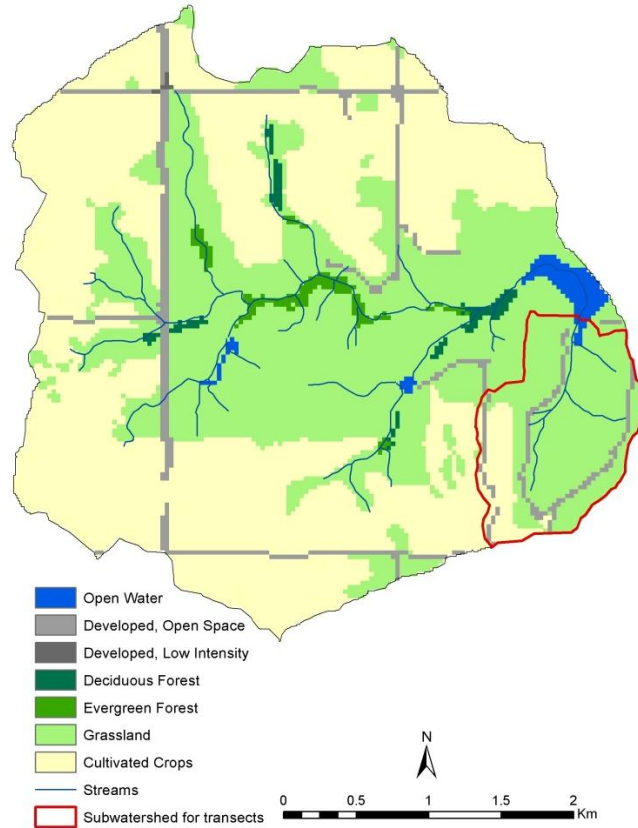 Open Water
Developed, Open Space
Developed, Low Intensity
Deciduous Forest
Evergreen Forest
Grassland
Cultivated Crops
Streams
Subwatershed for transects
N
0 0.5 1 1.5 2
Km